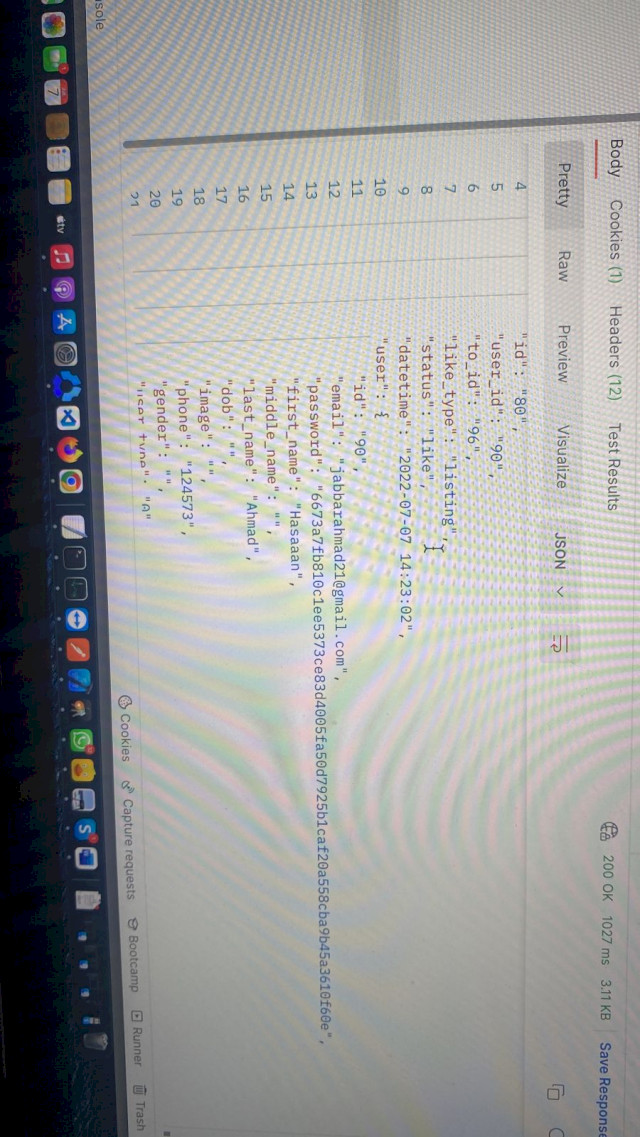 Body Cookies (1) Headers (12) Test Results
200 OK 1027 ms 3.11 KB Save Response
Pretty Raw Preview Visualize JSON
4 "id": "80",
5 "user_id": "90",
6 "to_id": "96",
7 "like_type": "listing",
8 "status": "like",
9 "datetime": "2022-07-07 14:23:02",
10 "user": {
11 "id": "90",
12 "email": "jabbarahmad21@gmail.com",
13 "password": "6673a7fb810c1ee5373ce83d4005fa50d7925b1caf20a558cba9b45a3610f60e",
14 "first_name": "Hasaaan",
15 "middle_name": "",
16 "last_name": "Ahmad",
17 "dob": "",
18 "image": "",
19 "phone": "124573",
20 "gender": "",
21 "user_type": "0"
sole
Cookies Capture requests Bootcamp Runner Trash
7
tv
S